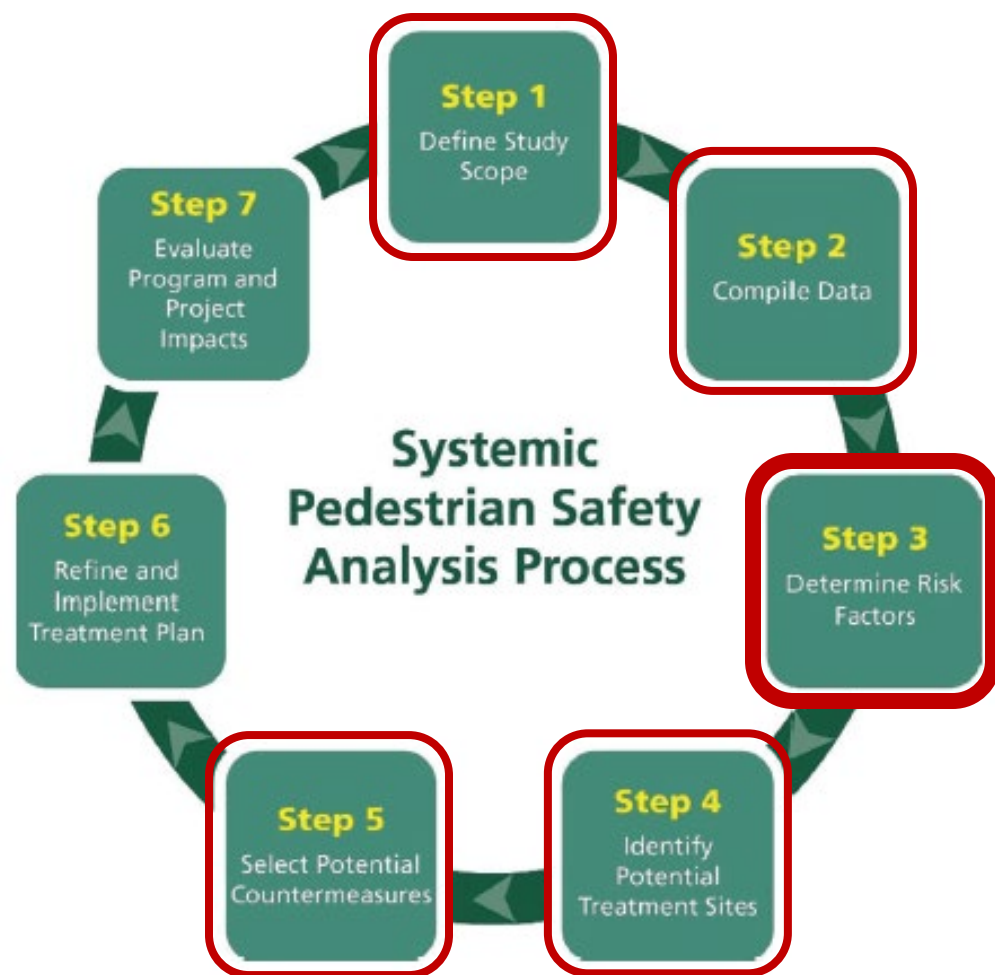 Step 1
Define Study
Scope
Step 2
Compile Data
Step 3
Determine Risk
Factors
Step 4
Identify
Potential
Treatment Sites
Step 5
Select Potential
Countermeasures
Step 6
Refine and
Implement
Treatment Plan
Step 7
Evaluate
Program and
Project
Impacts
Systemic
Pedestrian Safety
Analysis Process